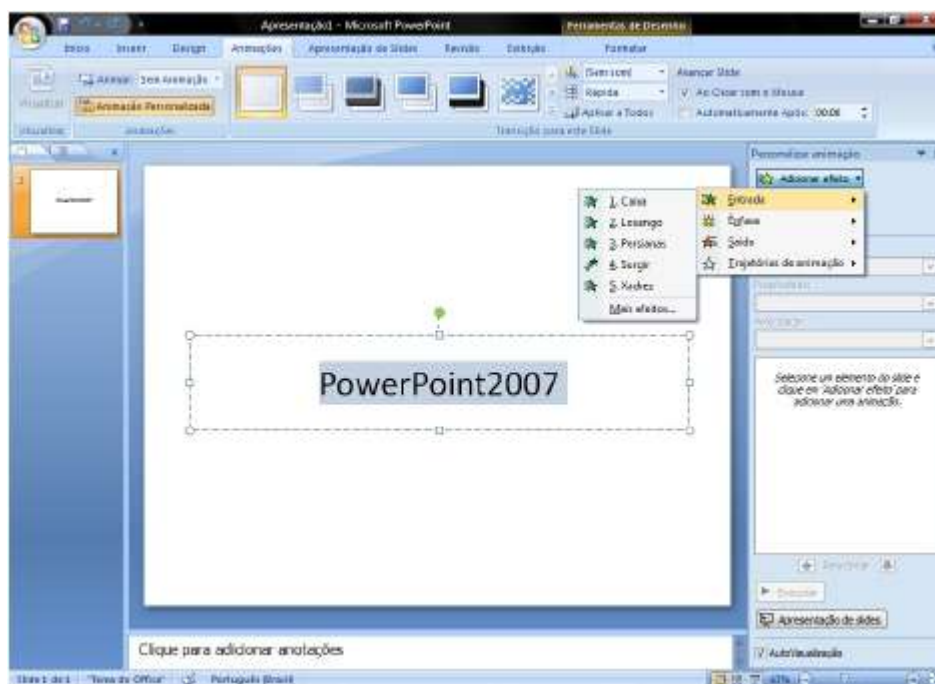 Apresentação1 - Microsoft PowerPoint
Ferramentas de Desenho
Início Inserir Design Animações Apresentação de Slides Revisão Exibição Formatar
Visualizar
Animar: Sem Animação
Animação Personalizada
[Sem som]
Rápida
Aplicar a Todos
Avançar Slide
Ao Clicar com o Mouse
Automaticamente Após: 00:00
Visualizar Animações Transição para este Slide
Personalizar animação
Adicionar efeito
1. Caixa
2. Losango
3. Persianas
4. Surgir
5. Xadrez
Mais efeitos...
Entrada
Ênfase
Saída
Trajetórias de animação
1
PowerPoint2007
Selecione um elemento do slide e
clique em 'Adicionar efeito' para
adicionar uma animação.
Reordenar
Executar
Apresentação de slides
AutoVisualização
Clique para adicionar anotações
Slide 1 de 1 "Tema do Office" Português (Brasil)